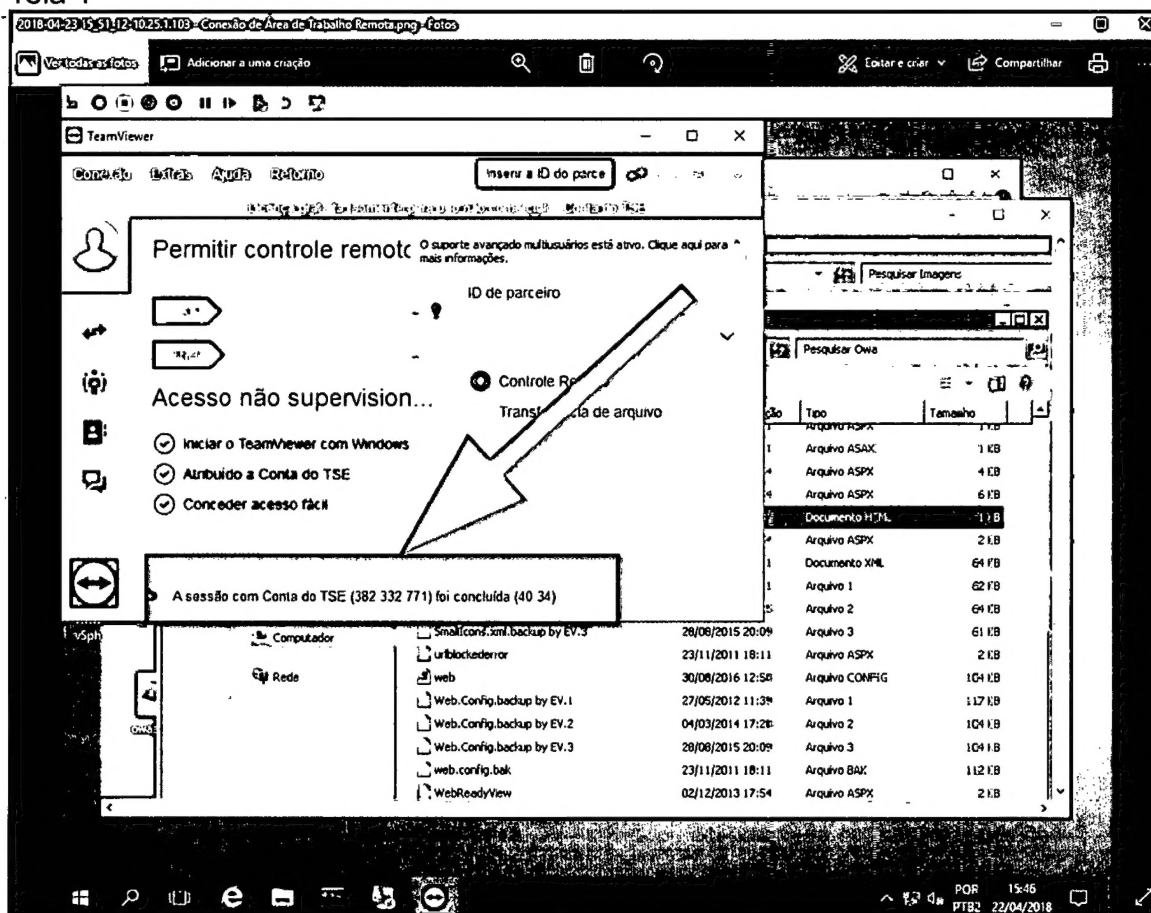 2018-04-23 15_51_12-10.25.1.103 - Conexão de Área de Trabalho Remota.png - Fotos
Ver todas as fotos Adicionar a uma criação Editar e criar Compartilhar
TeamViewer
Conexão Extras Ajuda Retorno Inserir a ID do parce
Permitir controle remoto
O suporte avançado multiusuários está ativo. Clique aqui para
mais informações.
Pesquisar Imagens
ID de parceiro
Pesquisar Owa
Controle Re
Acesso não supervision...
de arquivo
Tipo Tamanho
Arquivo ASPX 1 KB
Iniciar o TeamViewer com Windows
Arquivo ASAX 1 KB
Atribuído a Conta do TSE
Arquivo ASPX 4 KB
Arquivo ASPX 6 KB
Conceder acesso fácil
Documento HTML
Arquivo ASPX 2 KB
Documento XML 64 KB
A sessão com Conta do TSE (382 332 771) foi concluída (40 34)
Arquivo 1 62 KB
Arquivo 2 64 KB
vSph
Computador
SmallIcons.xml.backup by EV.3 28/08/2015 20:09 Arquivo 3 61 KB
urlblockederror 23/11/2011 18:11 Arquivo ASPX 2 KB
Rede
web 30/08/2016 12:58 Arquivo CONFIG 104 KB
Web.Config.backup by EV.1 27/05/2012 11:39 Arquivo 1 117 KB
Web.Config.backup by EV.2 04/03/2014 17:28 Arquivo 2 104 KB
Web.Config.backup by EV.3 28/08/2015 20:09 Arquivo 3 104 KB
web.config.bak 23/11/2011 18:11 Arquivo BAK 112 KB
WebReadyView 02/12/2013 17:54 Arquivo ASPX 2 KB
POR 15:46
PTB2 22/04/2018